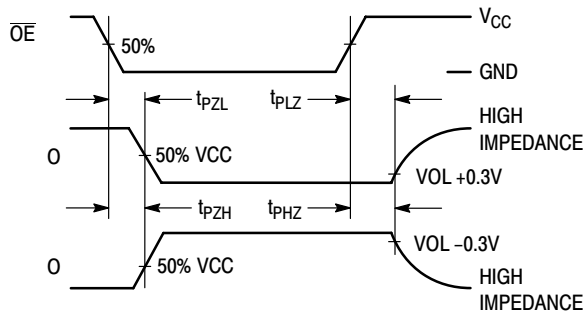 OE
50%
VCC
GND
tPZL
tPLZ
O
50% VCC
HIGH
IMPEDANCE
VOL +0.3V
tPZH
tPHZ
O
50% VCC
VOL –0.3V
HIGH
IMPEDANCE